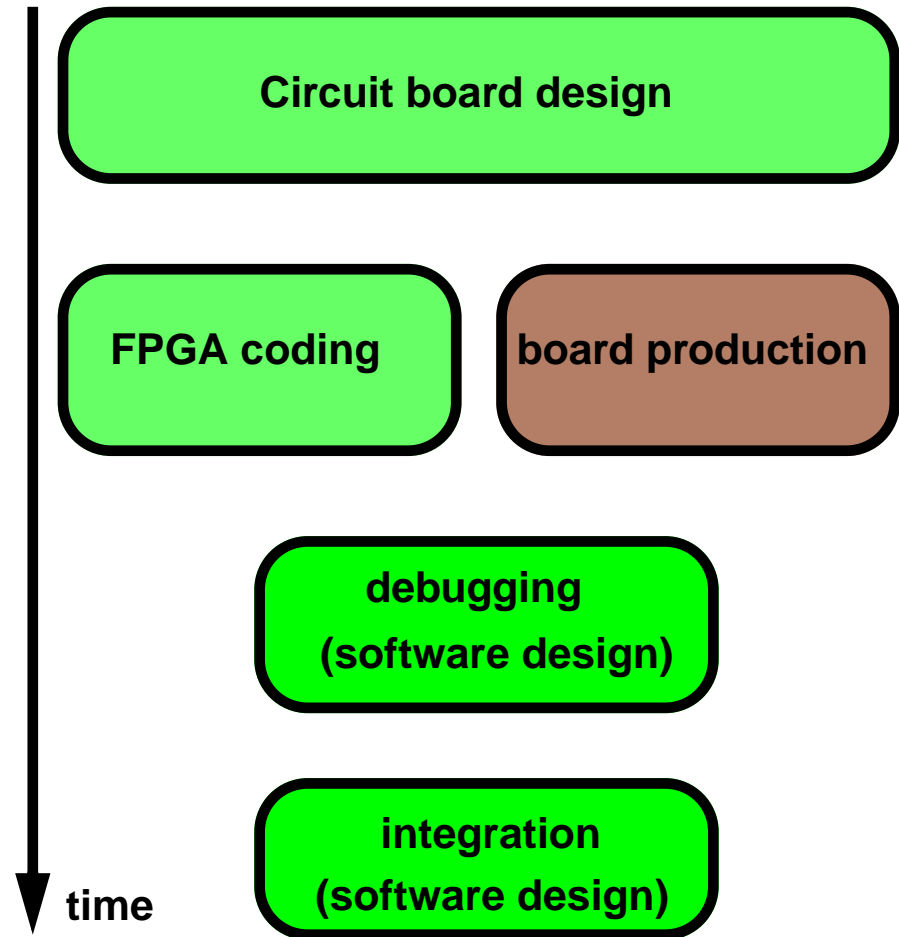 Circuit board design
FPGA coding
board production
debugging
(software design)
integration
(software design)
time